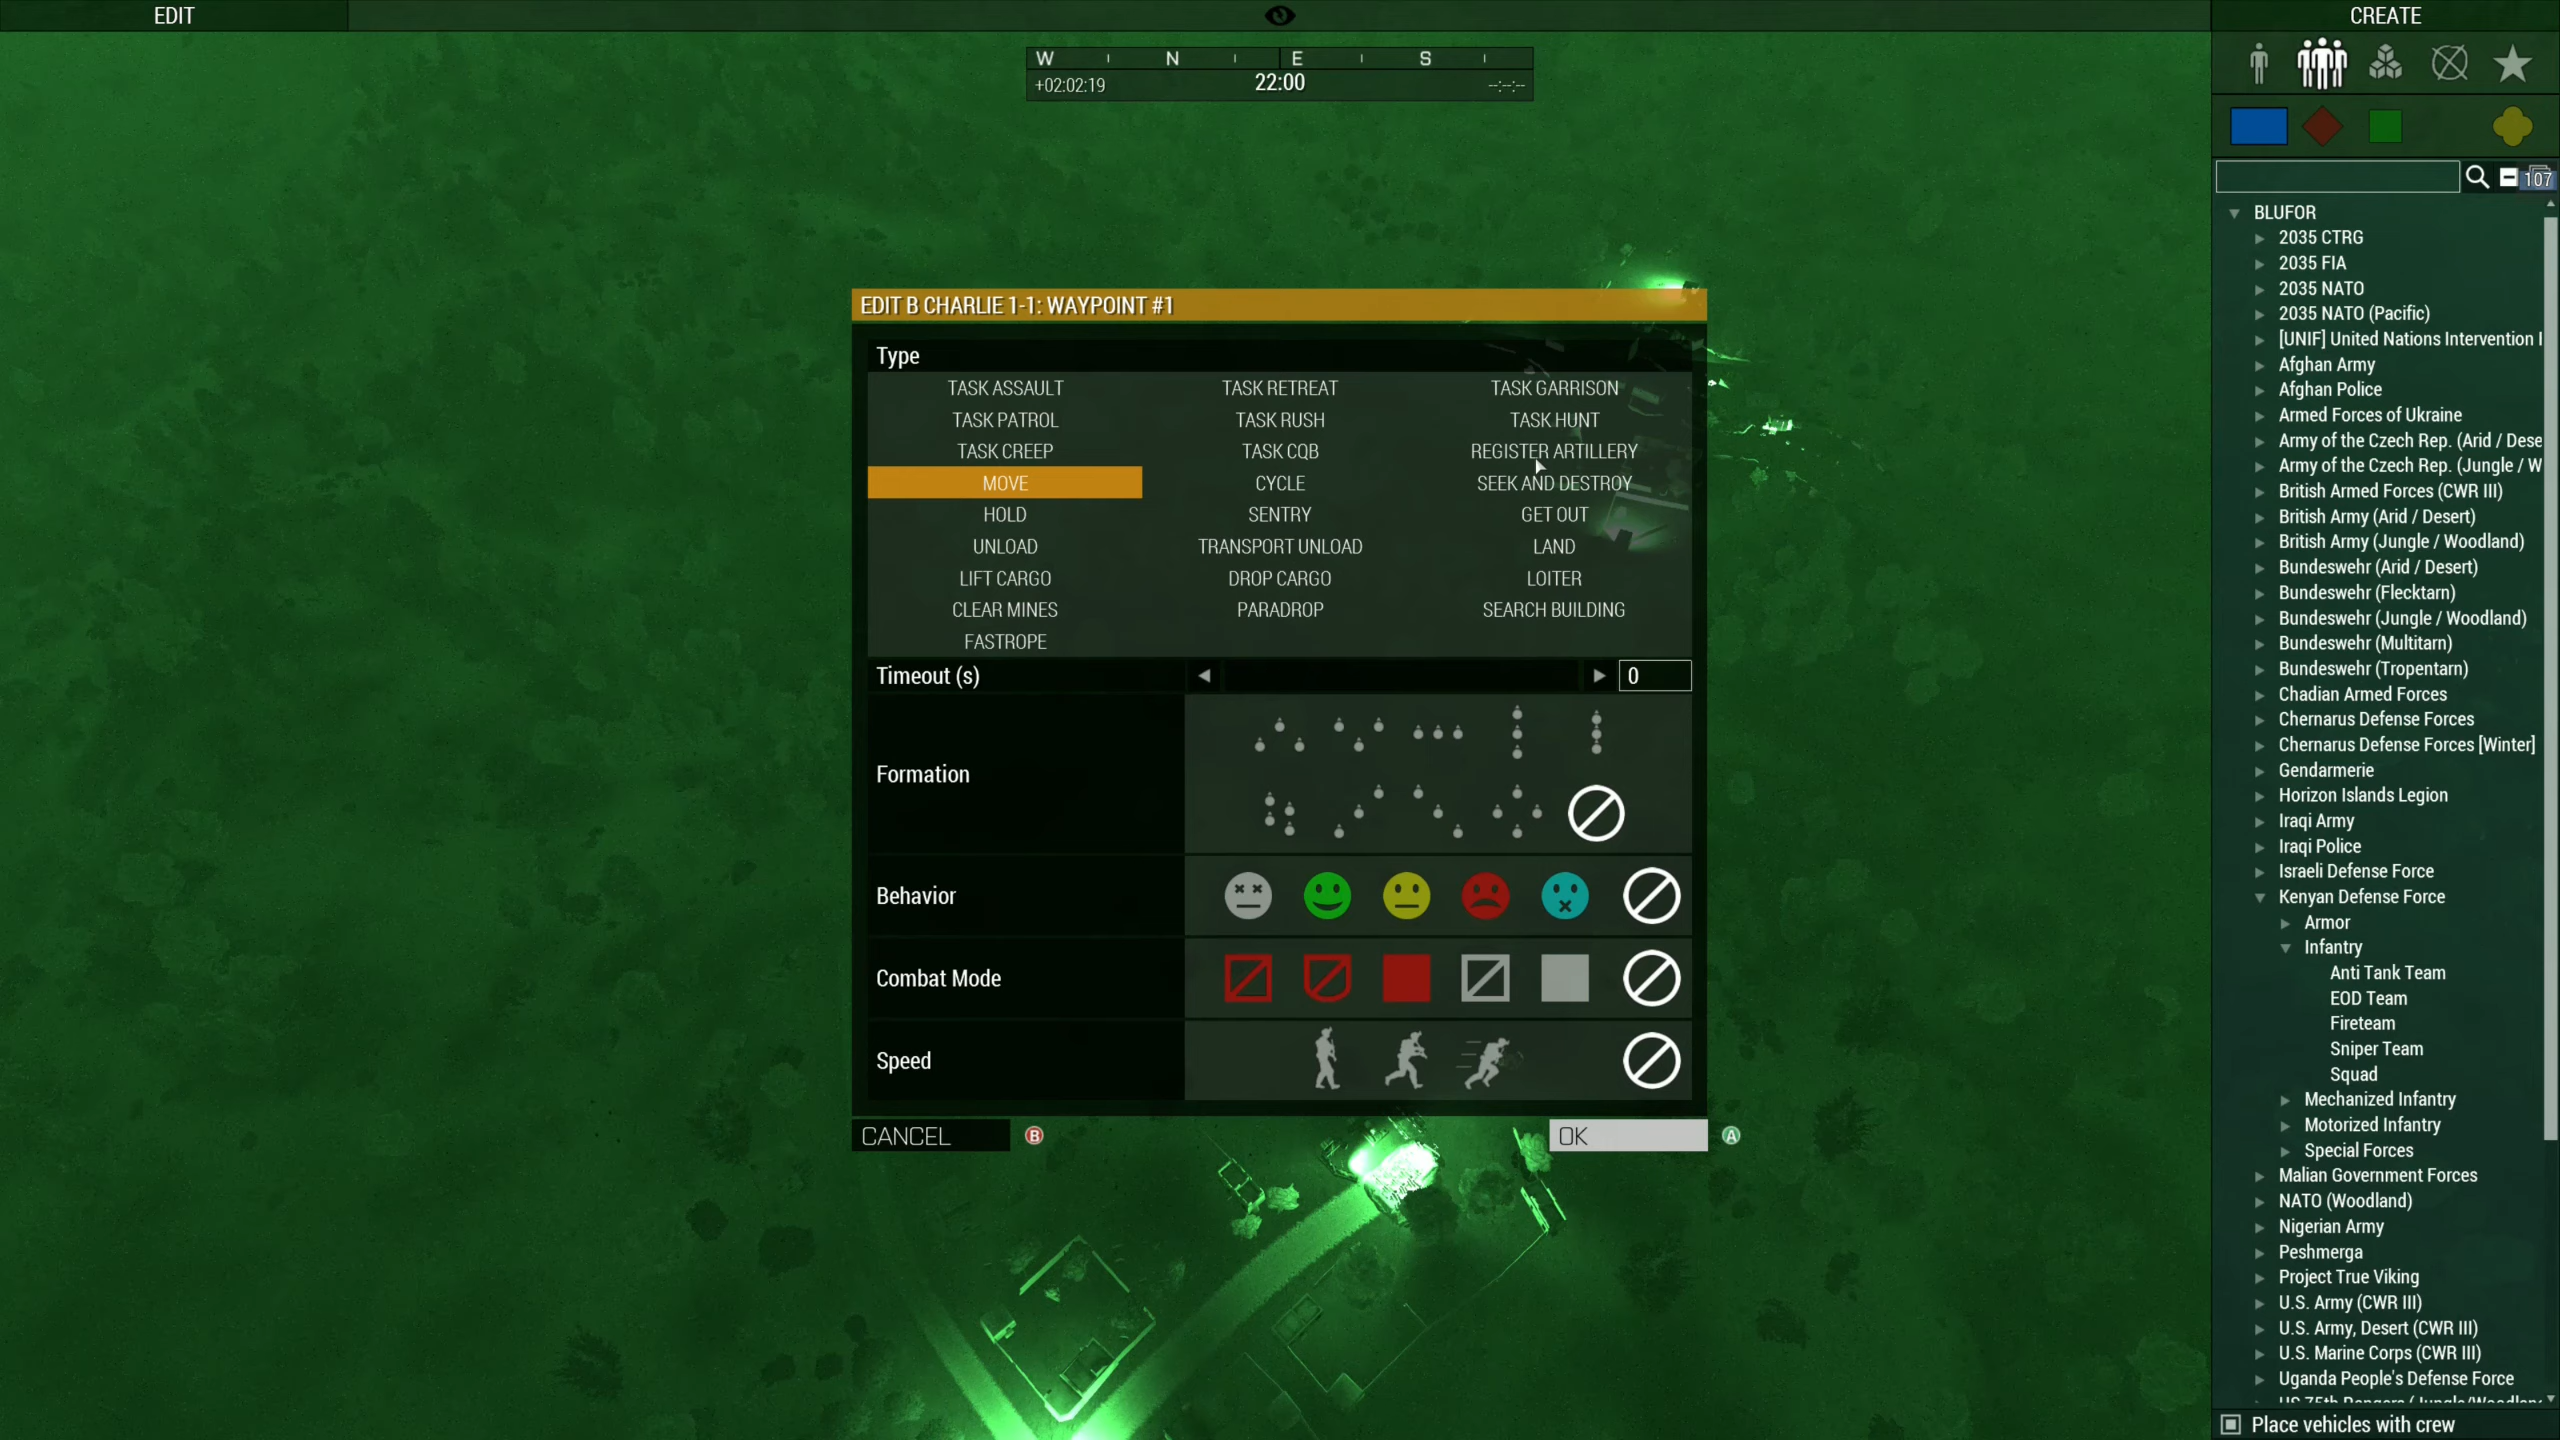 EDIT
CREATE
W N E S
+02:02:19 22:00 --:--:--
107
EDIT B CHARLIE 1-1: WAYPOINT #1
Type
TASK ASSAULT TASK RETREAT TASK GARRISON
TASK PATROL TASK RUSH TASK HUNT
TASK CREEP TASK CQB REGISTER ARTILLERY
MOVE CYCLE SEEK AND DESTROY
HOLD SENTRY GET OUT
UNLOAD TRANSPORT UNLOAD LAND
LIFT CARGO DROP CARGO LOITER
CLEAR MINES PARADROP SEARCH BUILDING
FASTROPE
Timeout (s) 0
Formation
Behavior
Combat Mode
Speed
CANCEL B OK A
BLUFOR
2035 CTRG
2035 FIA
2035 NATO
2035 NATO (Pacific)
[UNIF] United Nations Intervention
Afghan Army
Afghan Police
Armed Forces of Ukraine
Army of the Czech Rep. (Arid / Dese
Army of the Czech Rep. (Jungle / W
British Armed Forces (CWR III)
British Army (Arid / Desert)
British Army (Jungle / Woodland)
Bundeswehr (Arid / Desert)
Bundeswehr (Flecktarn)
Bundeswehr (Jungle / Woodland)
Bundeswehr (Multitarn)
Bundeswehr (Tropentarn)
Chadian Armed Forces
Chernarus Defense Forces
Chernarus Defense Forces [Winter]
Gendarmerie
Horizon Islands Legion
Iraqi Army
Iraqi Police
Israeli Defense Force
Kenyan Defense Force
Armor
Infantry
Anti Tank Team
EOD Team
Fireteam
Sniper Team
Squad
Mechanized Infantry
Motorized Infantry
Special Forces
Malian Government Forces
NATO (Woodland)
Nigerian Army
Peshmerga
Project True Viking
U.S. Army (CWR III)
U.S. Army, Desert (CWR III)
U.S. Marine Corps (CWR III)
Uganda People's Defense Force
Place vehicles with crew